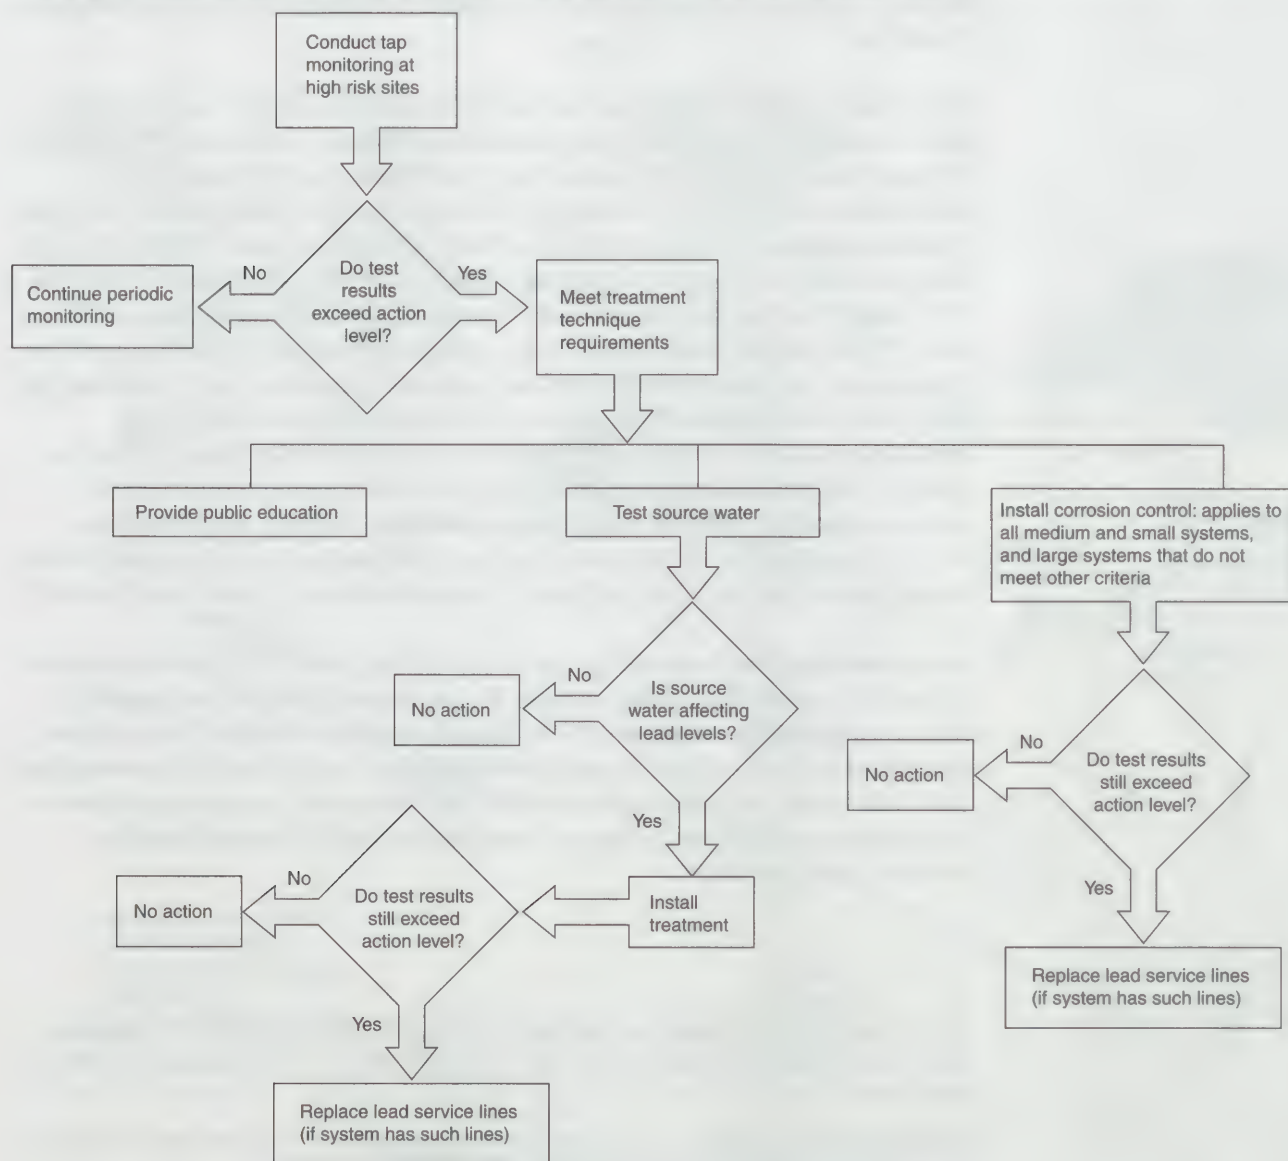 Conduct tap
monitoring at
high risk sites
No
Do test
results
exceed action
level?
Yes
Continue periodic
monitoring
Meet treatment
technique
requirements
Provide public education
Test source water
Install corrosion control: applies to
all medium and small systems,
and large systems that do not
meet other criteria
No action
No
Is source
water affecting
lead levels?
Yes
No action
No
Do test results
still exceed
action level?
Yes
No action
No
Do test results
still exceed
action level?
Install
treatment
Yes
Replace lead service lines
(if system has such lines)
Replace lead service lines
(if system has such lines)